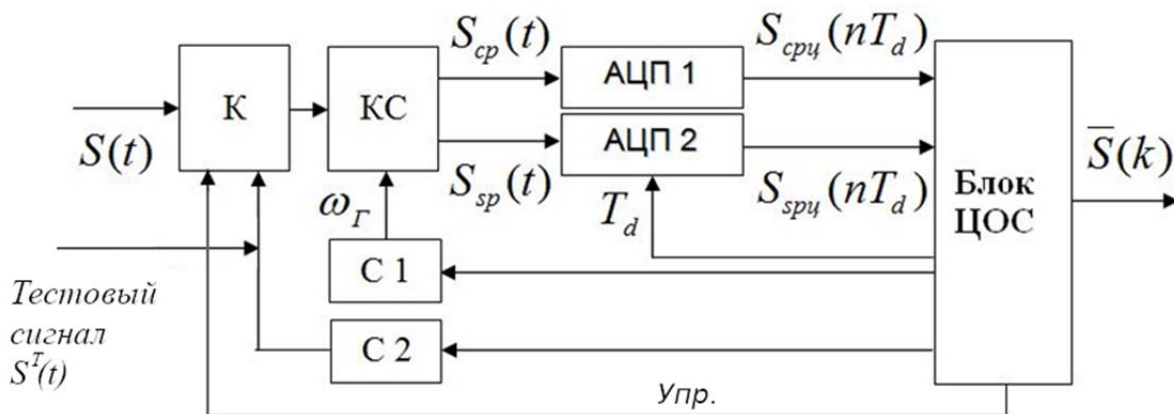 S_cp(t)
S_cpц(nT_d)
АЦП 1
К
КС
S(t)
АЦП 2
S_sp(t)
S_spц(nT_d)
S̅(k)
Блок
ЦОС
ω_Г
T_d
С 1
Тестовый
сигнал
S^T(t)
С 2
Упр.